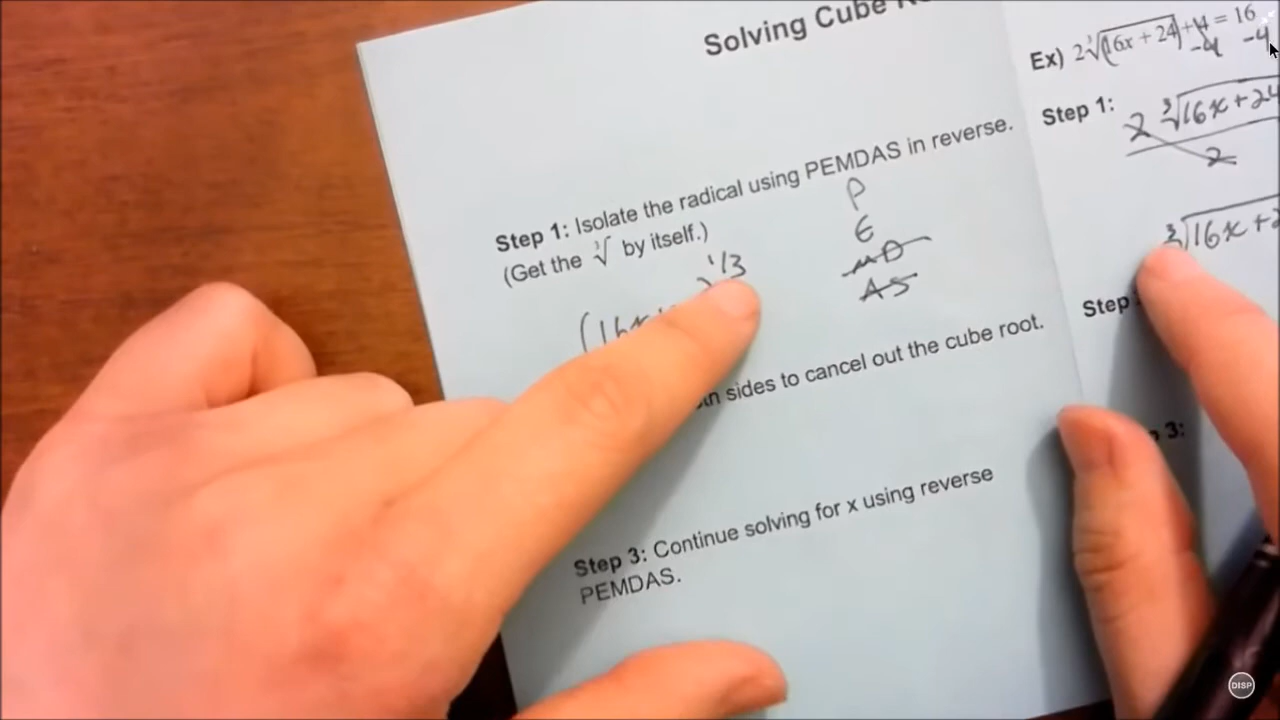 Solving Cube
Step 1: Isolate the radical using PEMDAS in reverse.
(Get the ∛ by itself.)
P
E
MD
AS
1/3
(16x
sides to cancel out the cube root.
Step 3: Continue solving for x using reverse
PEMDAS.
Ex) 2∛(16x + 24) + 4 = 16
-4 -4
Step 1:
2 ∛16x+24
2
∛16x+
Step
3:
DISP